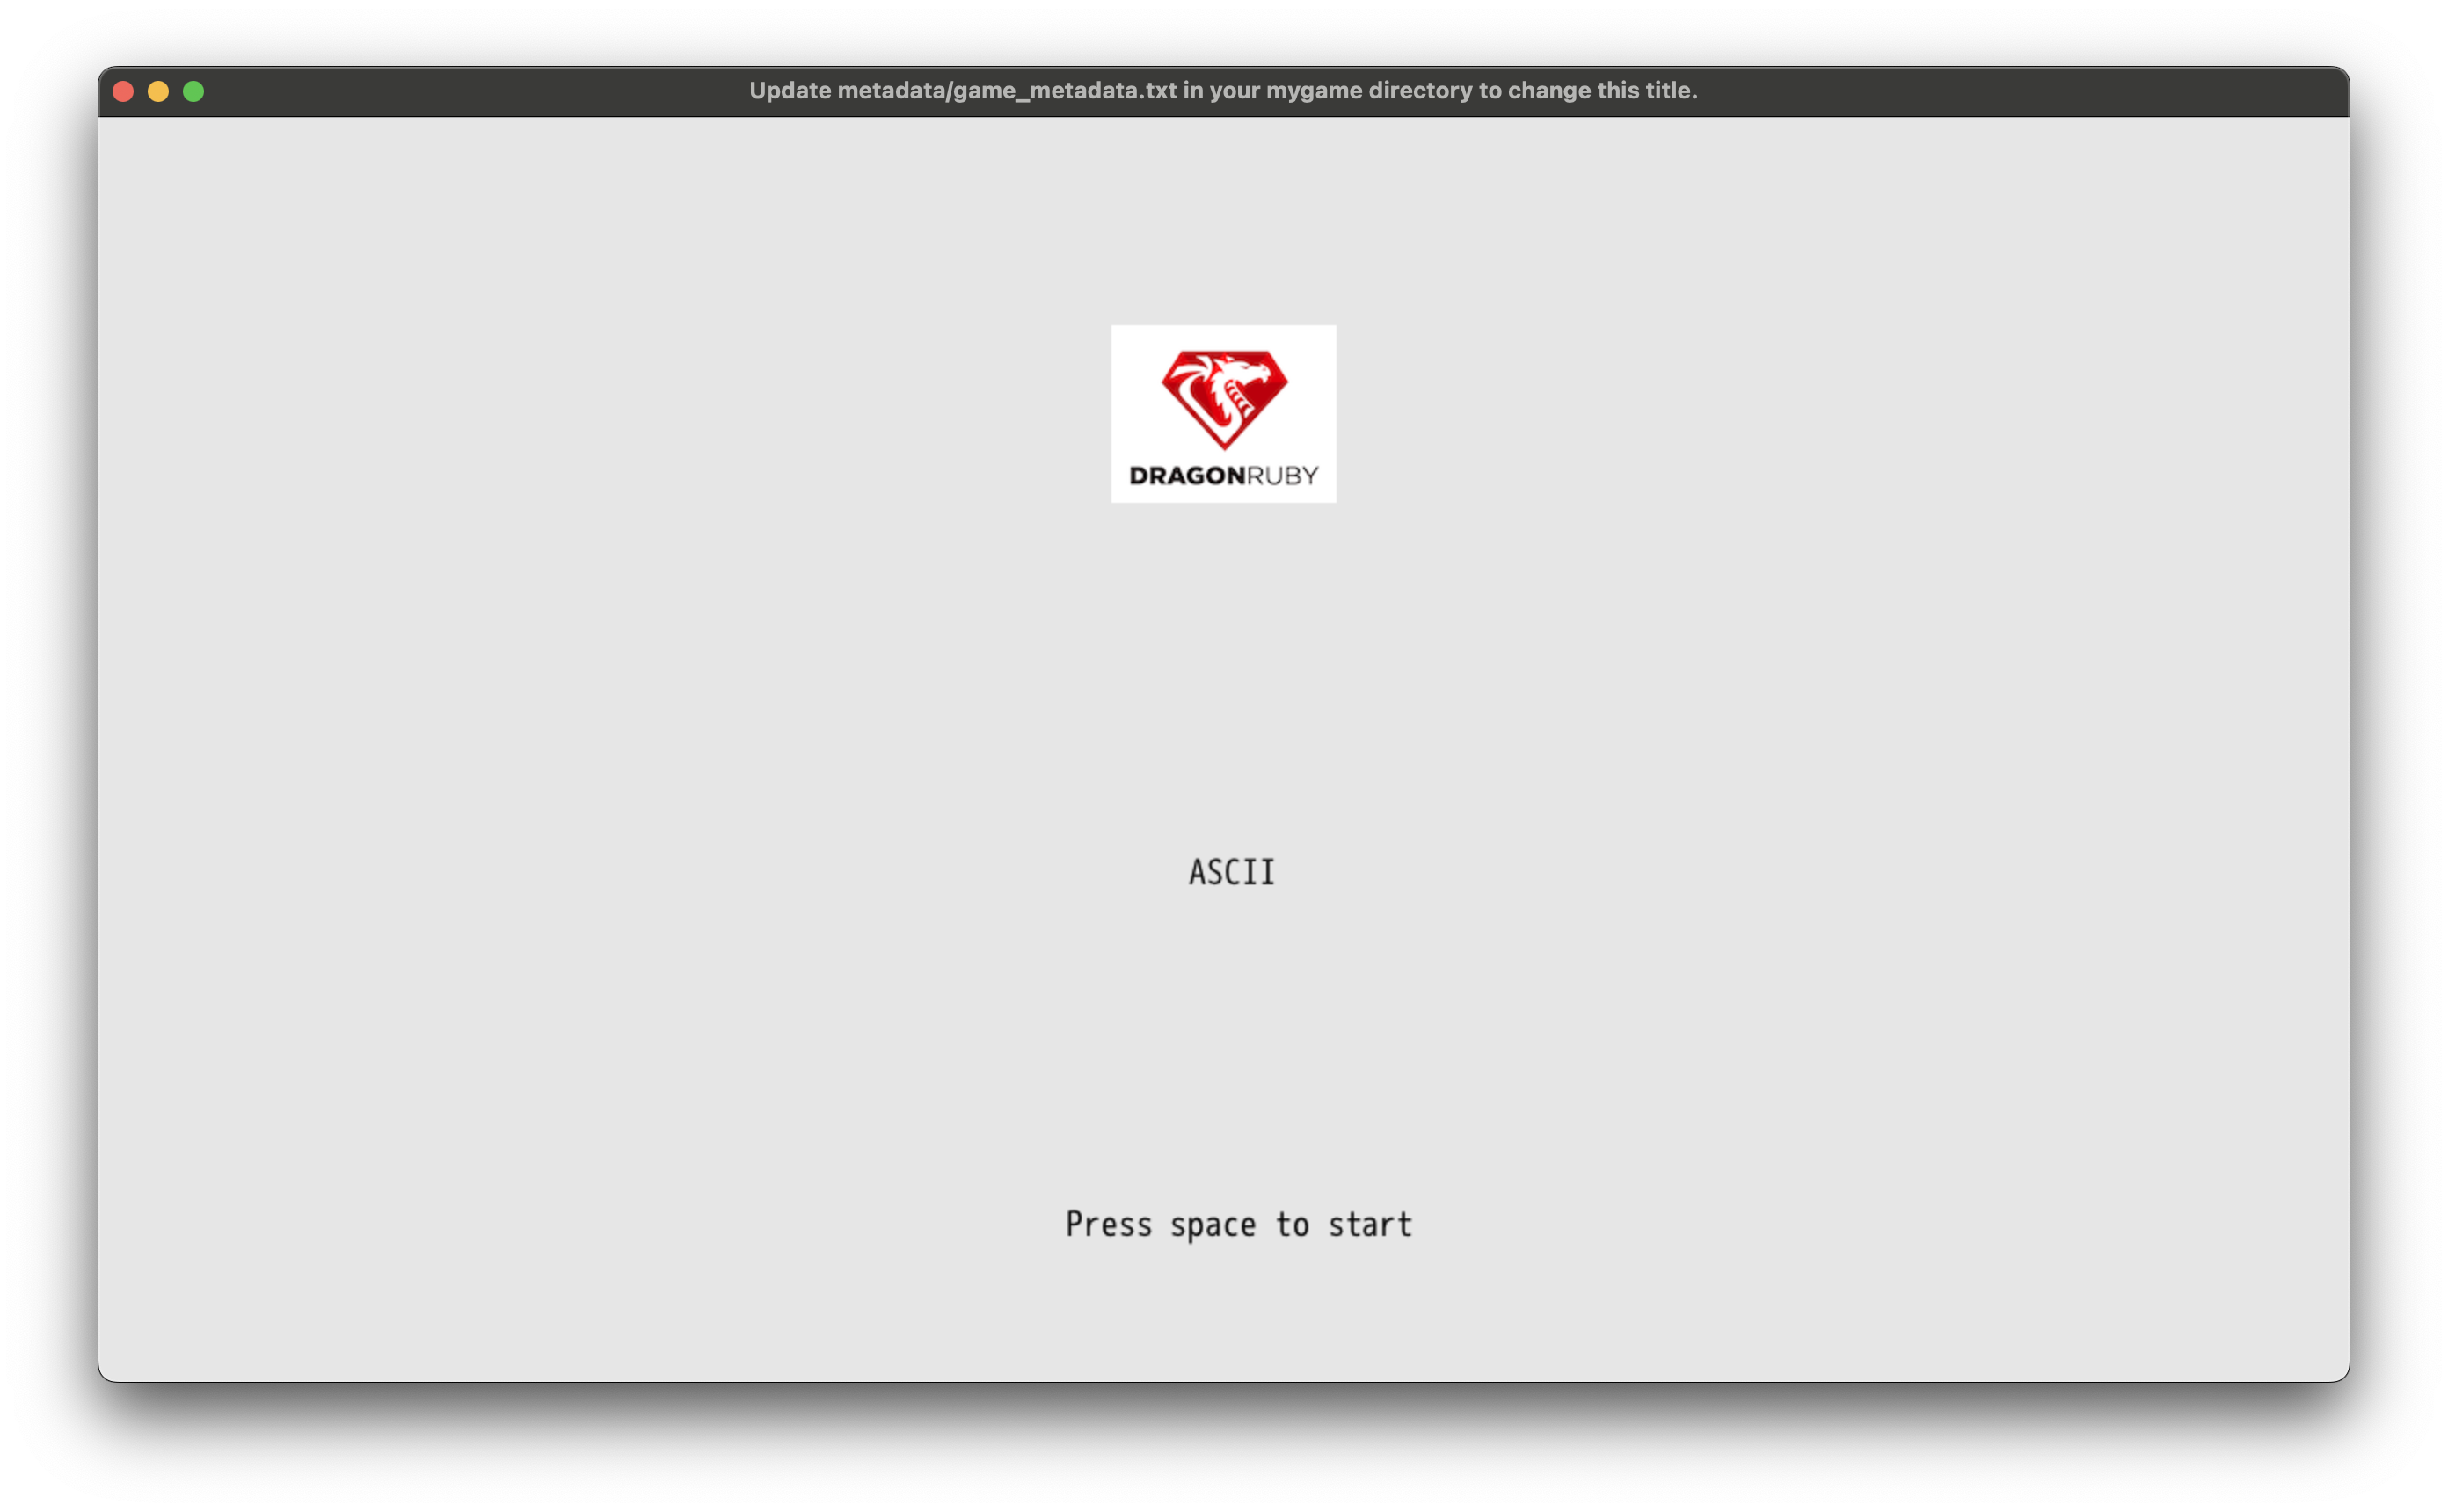 Update metadata/game_metadata.txt in your mygame directory to change this title.
DRAGONRUBY
ASCII
Press space to start